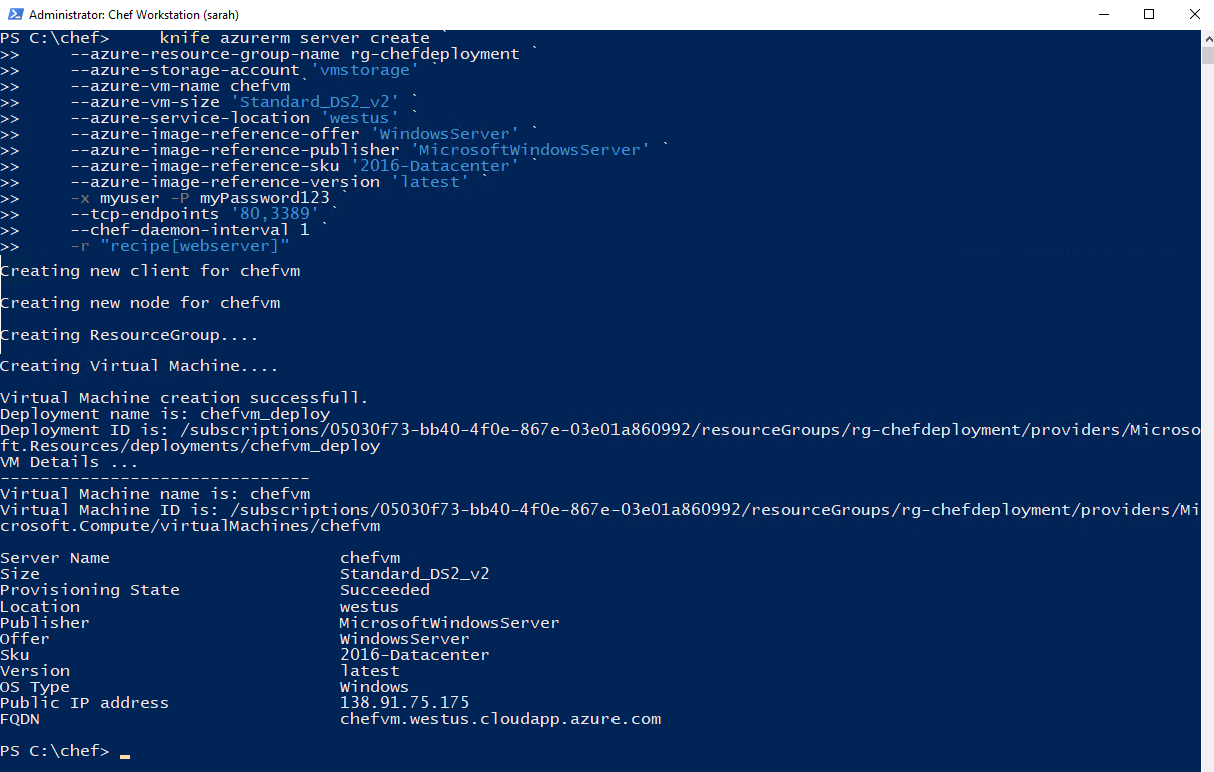 Administrator: Chef Workstation (sarah)
PS C:\chef>     knife azurerm server create `
>>     --azure-resource-group-name rg-chefdeployment `
>>     --azure-storage-account 'vmstorage' `
>>     --azure-vm-name chefvm `
>>     --azure-vm-size 'Standard_DS2_v2' `
>>     --azure-service-location 'westus' `
>>     --azure-image-reference-offer 'WindowsServer' `
>>     --azure-image-reference-publisher 'MicrosoftWindowsServer' `
>>     --azure-image-reference-sku '2016-Datacenter' `
>>     --azure-image-reference-version 'latest' `
>>     -x myuser -P myPassword123 `
>>     --tcp-endpoints '80,3389' `
>>     --chef-daemon-interval 1 `
>>     -r "recipe[webserver]"
Creating new client for chefvm
Creating new node for chefvm
Creating ResourceGroup....
Creating Virtual Machine....
Virtual Machine creation successfull.
Deployment name is: chefvm_deploy
Deployment ID is: /subscriptions/05030f73-bb40-4f0e-867e-03e01a860992/resourceGroups/rg-chefdeployment/providers/Microso
ft.Resources/deployments/chefvm_deploy
VM Details ...
-------------------------------
Virtual Machine name is: chefvm
Virtual Machine ID is: /subscriptions/05030f73-bb40-4f0e-867e-03e01a860992/resourceGroups/rg-chefdeployment/providers/Mi
crosoft.Compute/virtualMachines/chefvm
Server Name                       chefvm
Size                              Standard_DS2_v2
Provisioning State                Succeeded
Location                          westus
Publisher                         MicrosoftWindowsServer
Offer                             WindowsServer
Sku                               2016-Datacenter
Version                           latest
OS Type                           Windows
Public IP address                 138.91.75.175
FQDN                              chefvm.westus.cloudapp.azure.com
PS C:\chef> _